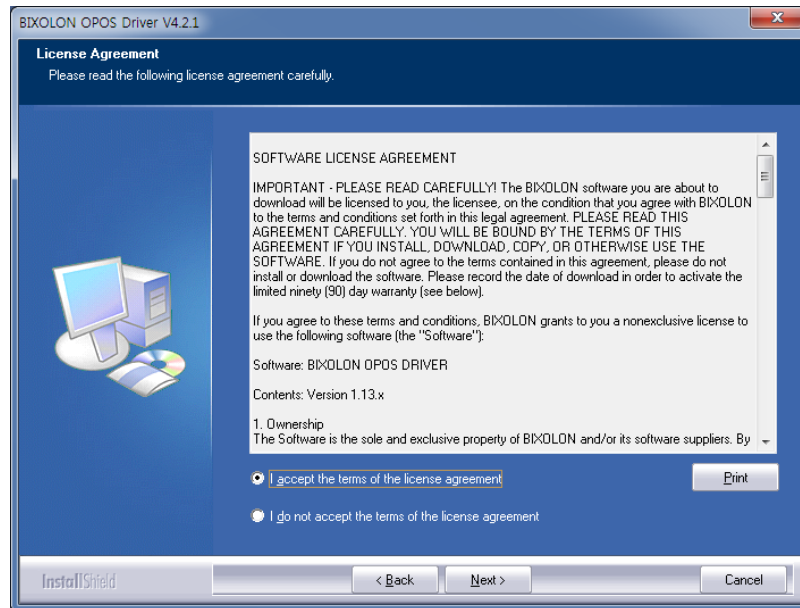 BIXOLON OPOS Driver V4.2.1
License Agreement
Please read the following license agreement carefully.
SOFTWARE LICENSE AGREEMENT
IMPORTANT - PLEASE READ CAREFULLY! The BIXOLON software you are about to
download will be licensed to you, the licensee, on the condition that you agree with BIXOLON
to the terms and conditions set forth in this legal agreement. PLEASE READ THIS
AGREEMENT CAREFULLY. YOU WILL BE BOUND BY THE TERMS OF THIS
AGREEMENT IF YOU INSTALL, DOWNLOAD, COPY, OR OTHERWISE USE THE
SOFTWARE. If you do not agree to the terms contained in this agreement, please do not
install or download the software. Please record the date of download in order to activate the
limited ninety (90) day warranty (see below).
If you agree to these terms and conditions, BIXOLON grants to you a nonexclusive license to
use the following software (the "Software"):
Software: BIXOLON OPOS DRIVER
Contents: Version 1.13.x
1. Ownership
The Software is the sole and exclusive property of BIXOLON and/or its software suppliers. By
I accept the terms of the license agreement
Print
I do not accept the terms of the license agreement
InstallShield
< Back
Next >
Cancel